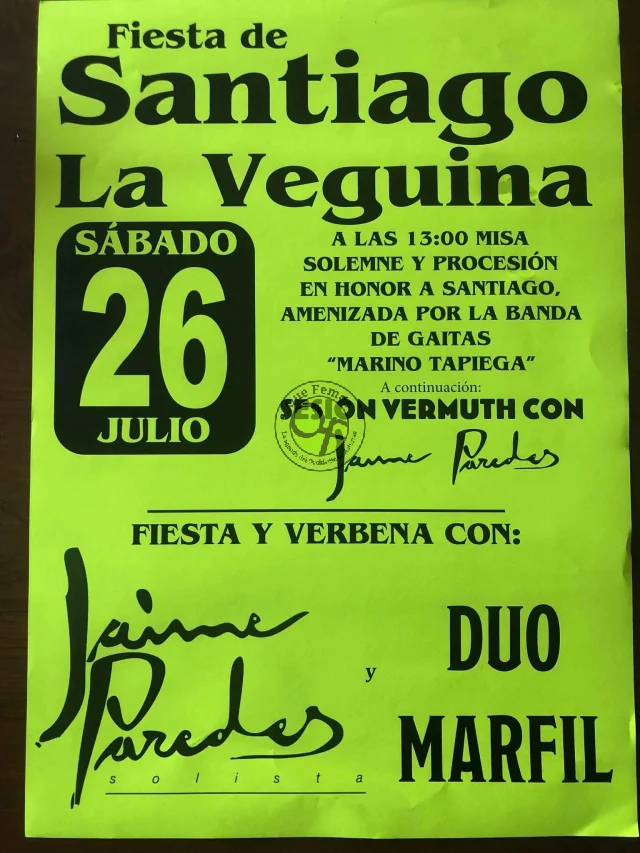 Fiesta de
Santiago
La Veguina
SÁBADO
26
JULIO
A LAS 13:00 MISA
SOLEMNE Y PROCESIÓN
EN HONOR A SANTIAGO,
AMENIZADA POR LA BANDA
DE GAITAS
"MARINO TAPIEGA"
A continuación:
SESIÓN VERMUTH CON
Jaime Paredes
FIESTA Y VERBENA CON:
Jaime
Paredes
solista
y
DUO
MARFIL